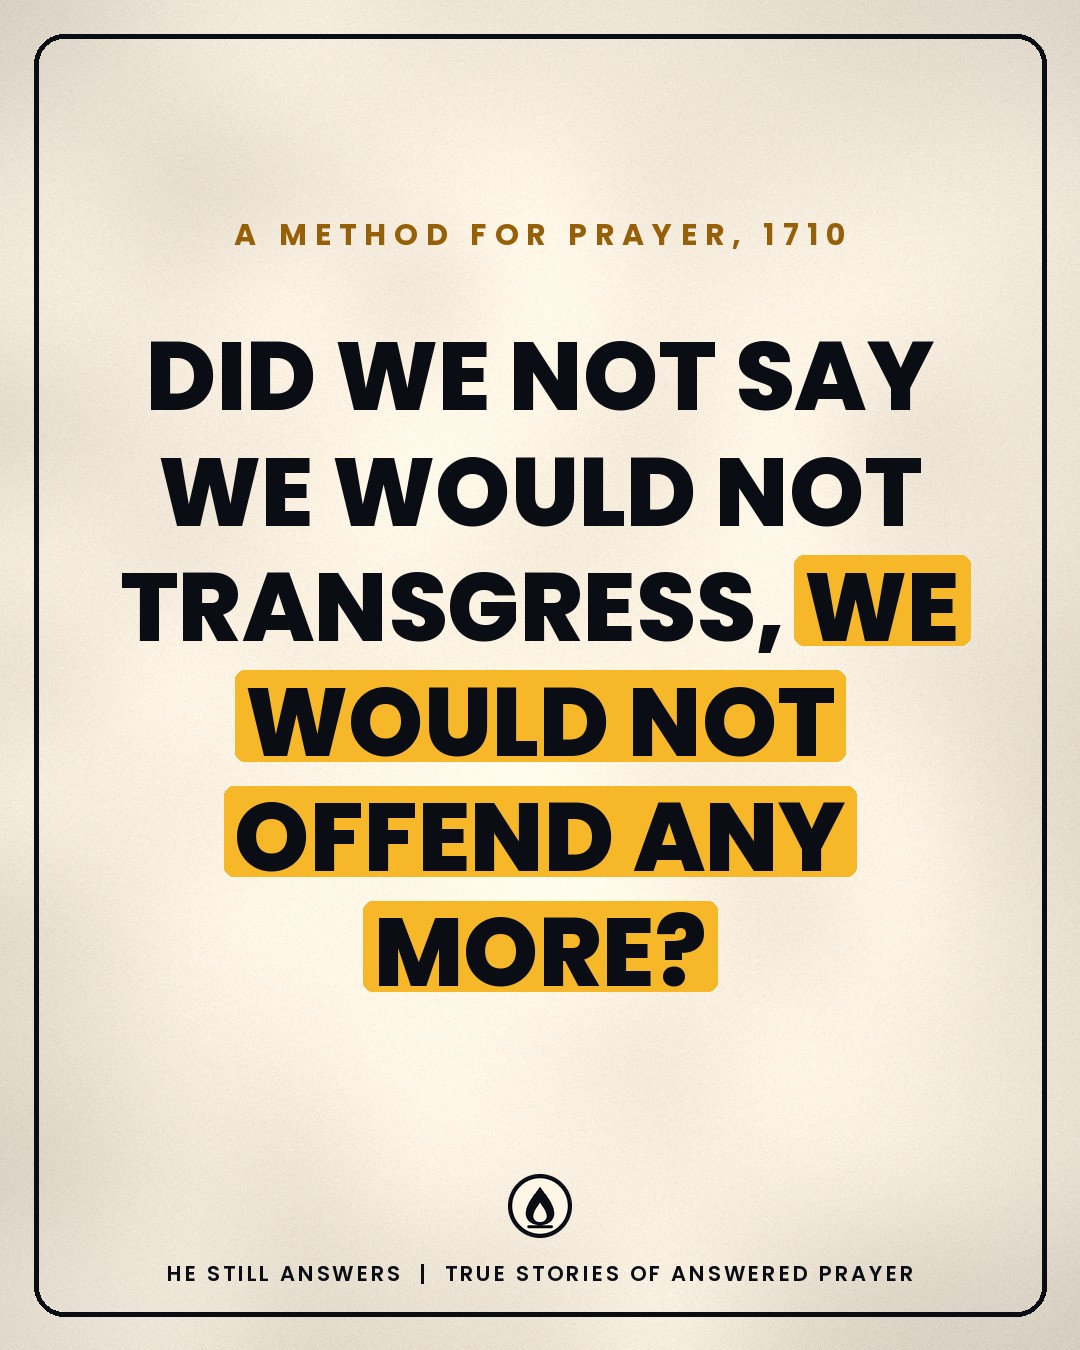 A METHOD FOR PRAYER, 1710
DID WE NOT SAY
WE WOULD NOT
TRANSGRESS, WE
WOULD NOT
OFFEND ANY
MORE?
HE STILL ANSWERS | TRUE STORIES OF ANSWERED PRAYER